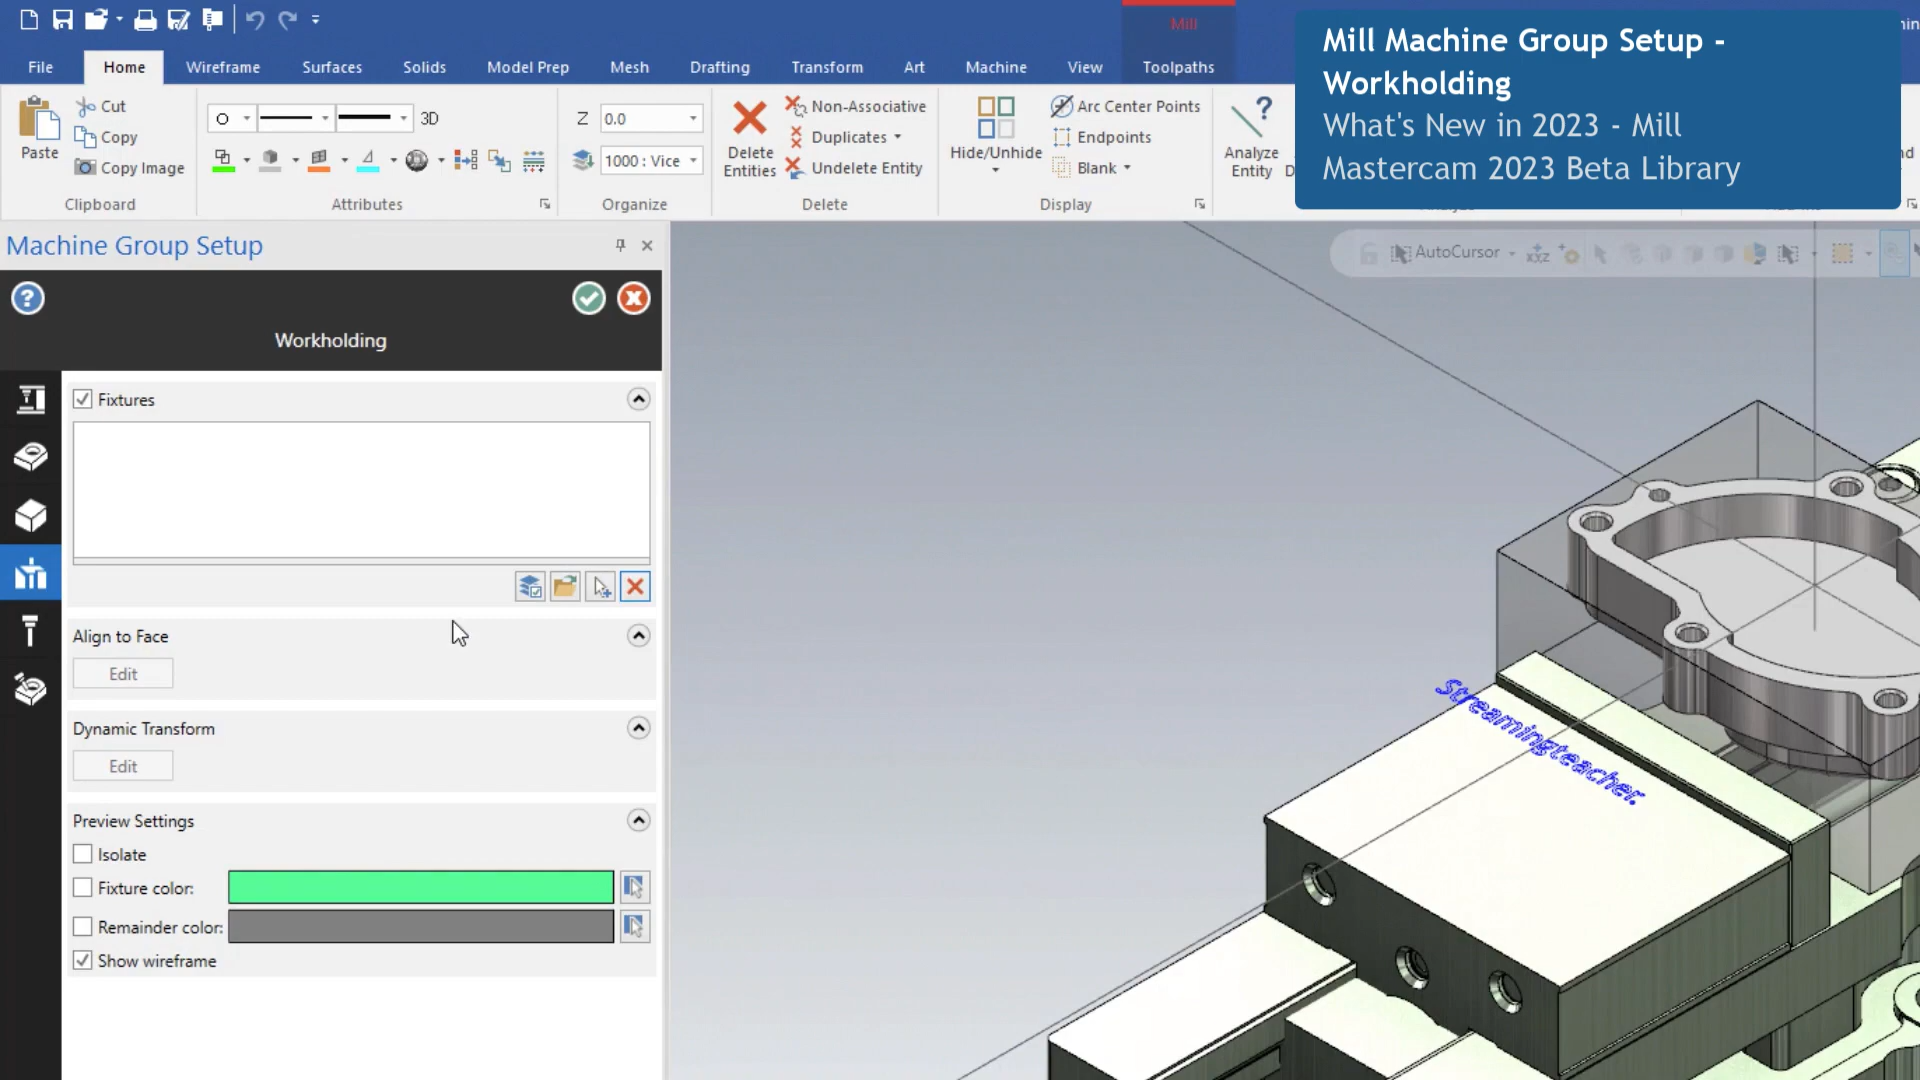 Mill
Mill Machine Group Setup -
Workholding
What's New in 2023 - Mill
Mastercam 2023 Beta Library
File Home Wireframe Surfaces Solids Model Prep Mesh Drafting Transform Art Machine View Toolpaths
Paste
Cut
Copy
Copy Image
Clipboard
3D
Attributes
Z 0.0
1000 : Vice
Organize
Delete
Entities
Non-Associative
Duplicates
Undelete Entity
Delete
Hide/Unhide
Arc Center Points
Endpoints
Blank
Display
Analyze
Entity
Machine Group Setup
AutoCursor
Workholding
Fixtures
Align to Face
Edit
Dynamic Transform
Edit
Preview Settings
Isolate
Fixture color:
Remainder color:
Show wireframe
Streamingteacher.